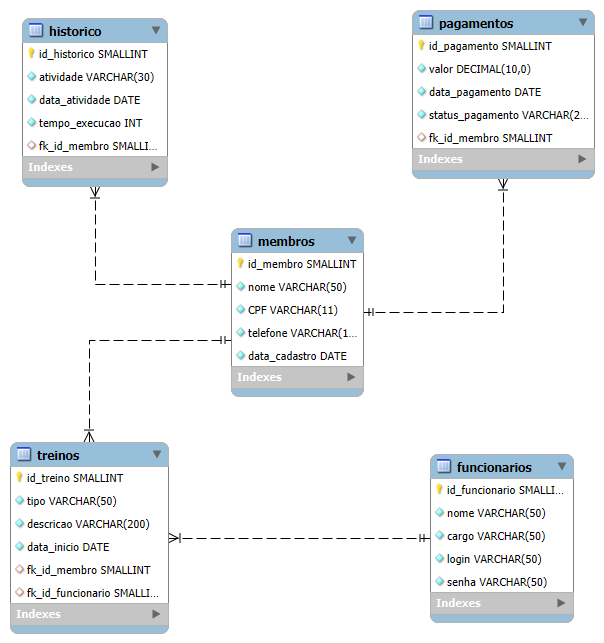 historico
id_historico SMALLINT
atividade VARCHAR(30)
data_atividade DATE
tempo_execucao INT
fk_id_membro SMALLI...
Indexes
pagamentos
id_pagamento SMALLINT
valor DECIMAL(10,0)
data_pagamento DATE
status_pagamento VARCHAR(2...
fk_id_membro SMALLINT
Indexes
membros
id_membro SMALLINT
nome VARCHAR(50)
CPF VARCHAR(11)
telefone VARCHAR(1...
data_cadastro DATE
Indexes
treinos
id_treino SMALLINT
tipo VARCHAR(50)
descricao VARCHAR(200)
data_inicio DATE
fk_id_membro SMALLINT
fk_id_funcionario SMALLI...
Indexes
funcionarios
id_funcionario SMALLI...
nome VARCHAR(50)
cargo VARCHAR(50)
login VARCHAR(50)
senha VARCHAR(50)
Indexes